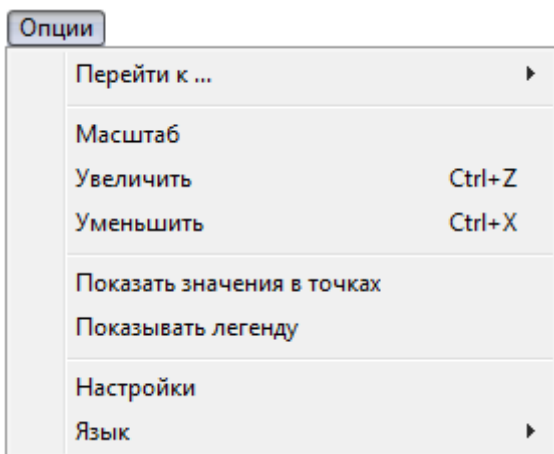 Опции
Перейти к ...
Масштаб
Увеличить Ctrl+Z
Уменьшить Ctrl+X
Показать значения в точках
Показывать легенду
Настройки
Язык